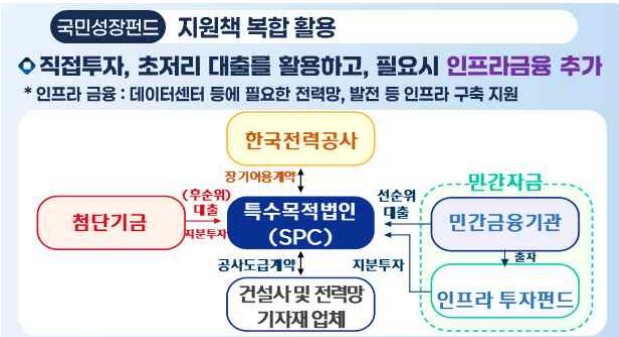 국민성장펀드 지원책 복합 활용
직접투자, 초저리 대출를 활용하고, 필요시 인프라금융 추가
* 인프라 금융 : 데이터센터 등에 필요한 전력망, 발전 등 인프라 구축 지원
한국전력공사
장기이용계약
민간자금
첨단기금
(후순위)
대출
지분투자
특수목적법인
(SPC)
선순위
대출
민간금융기관
공사도급계약
지분투자
출자
건설사 및 전력망
기자재 업체
인프라 투자펀드